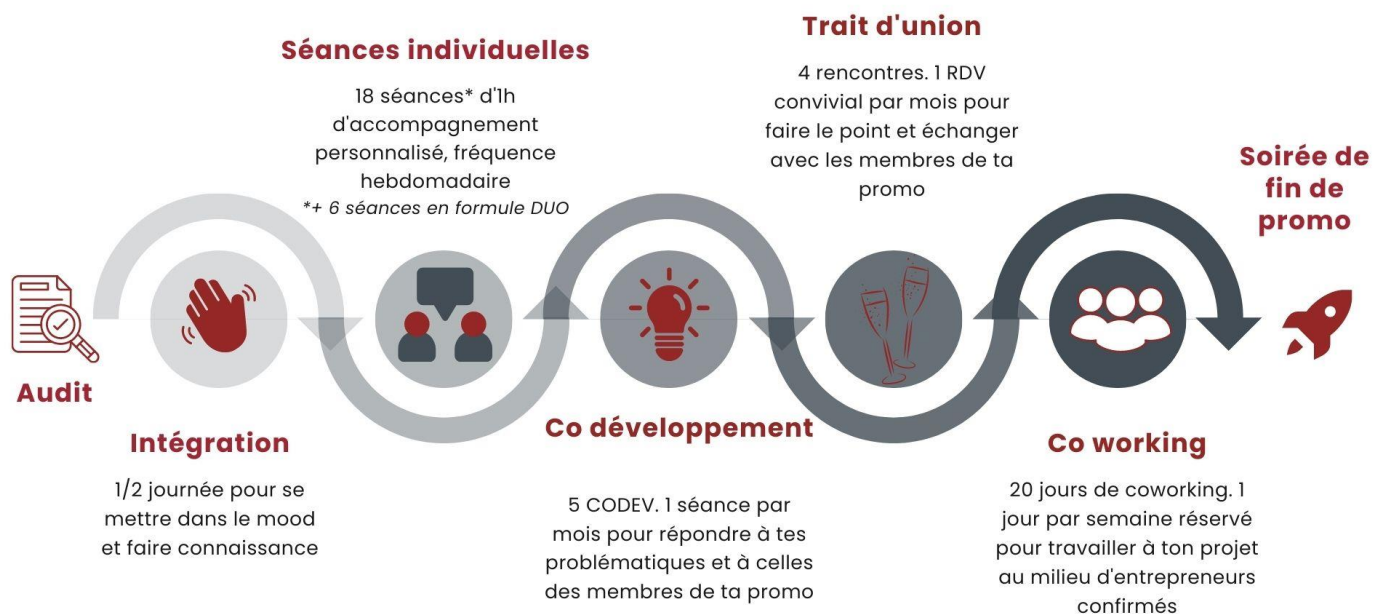 Audit
Intégration
1/2 journée pour se
mettre dans le mood
et faire connaissance
Séances individuelles
18 séances* d'1h
d'accompagnement
personnalisé, fréquence
hebdomadaire
*+ 6 séances en formule DUO
Co développement
5 CODEV. 1 séance par
mois pour répondre à tes
problématiques et à celles
des membres de ta promo
Trait d'union
4 rencontres. 1 RDV
convivial par mois pour
faire le point et échanger
avec les membres de ta
promo
Co working
20 jours de coworking. 1
jour par semaine réservé
pour travailler à ton projet
au milieu d'entrepreneurs
confirmés
Soirée de
fin de
promo